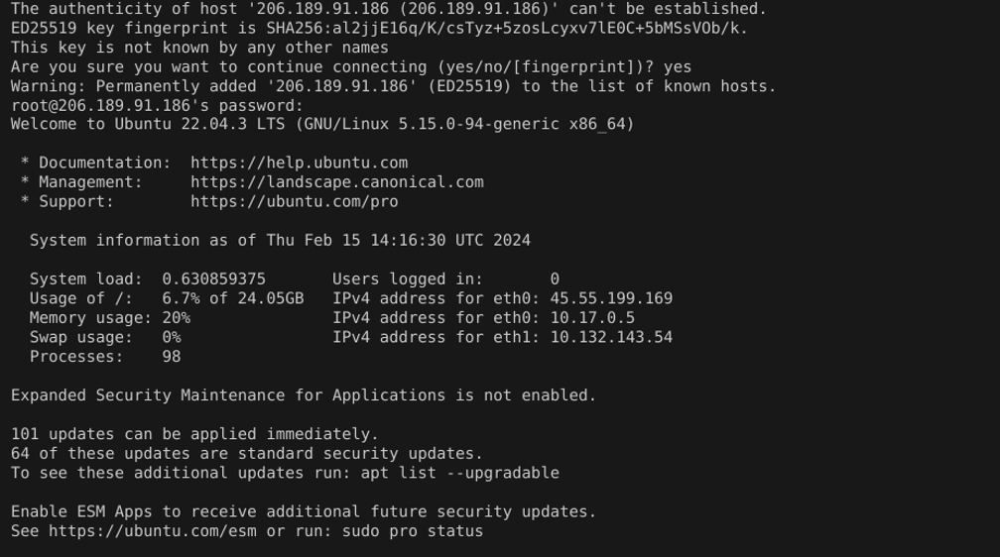 The authenticity of host '206.189.91.186 (206.189.91.186)' can't be established.
ED25519 key fingerprint is SHA256:al2jjE16q/K/csTyz+5zosLcyxv7lE0C+5bMSsVOb/k.
This key is not known by any other names
Are you sure you want to continue connecting (yes/no/[fingerprint])? yes
Warning: Permanently added '206.189.91.186' (ED25519) to the list of known hosts.
root@206.189.91.186's password:
Welcome to Ubuntu 22.04.3 LTS (GNU/Linux 5.15.0-94-generic x86_64)

 * Documentation:  https://help.ubuntu.com
 * Management:     https://landscape.canonical.com
 * Support:        https://ubuntu.com/pro

  System information as of Thu Feb 15 14:16:30 UTC 2024

  System load:  0.630859375       Users logged in:       0
  Usage of /:   6.7% of 24.05GB   IPv4 address for eth0: 45.55.199.169
  Memory usage: 20%               IPv4 address for eth0: 10.17.0.5
  Swap usage:   0%                IPv4 address for eth1: 10.132.143.54
  Processes:    98

Expanded Security Maintenance for Applications is not enabled.

101 updates can be applied immediately.
64 of these updates are standard security updates.
To see these additional updates run: apt list --upgradable

Enable ESM Apps to receive additional future security updates.
See https://ubuntu.com/esm or run: sudo pro status